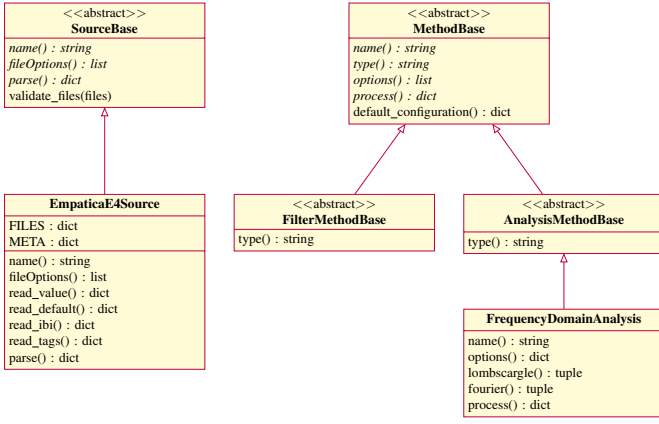 <<abstract>>
SourceBase
name() : string
fileOptions() : list
parse() : dict
validate_files(files)
<<abstract>>
MethodBase
name() : string
type() : string
options() : list
process() : dict
default_configuration() : dict
EmpaticaE4Source
FILES : dict
META : dict
name() : string
fileOptions() : list
read_value() : dict
read_default() : dict
read_ibi() : dict
read_tags() : dict
parse() : dict
<<abstract>>
FilterMethodBase
type() : string
<<abstract>>
AnalysisMethodBase
type() : string
FrequencyDomainAnalysis
name() : string
options() : dict
lombscargle() : tuple
fourier() : tuple
process() : dict